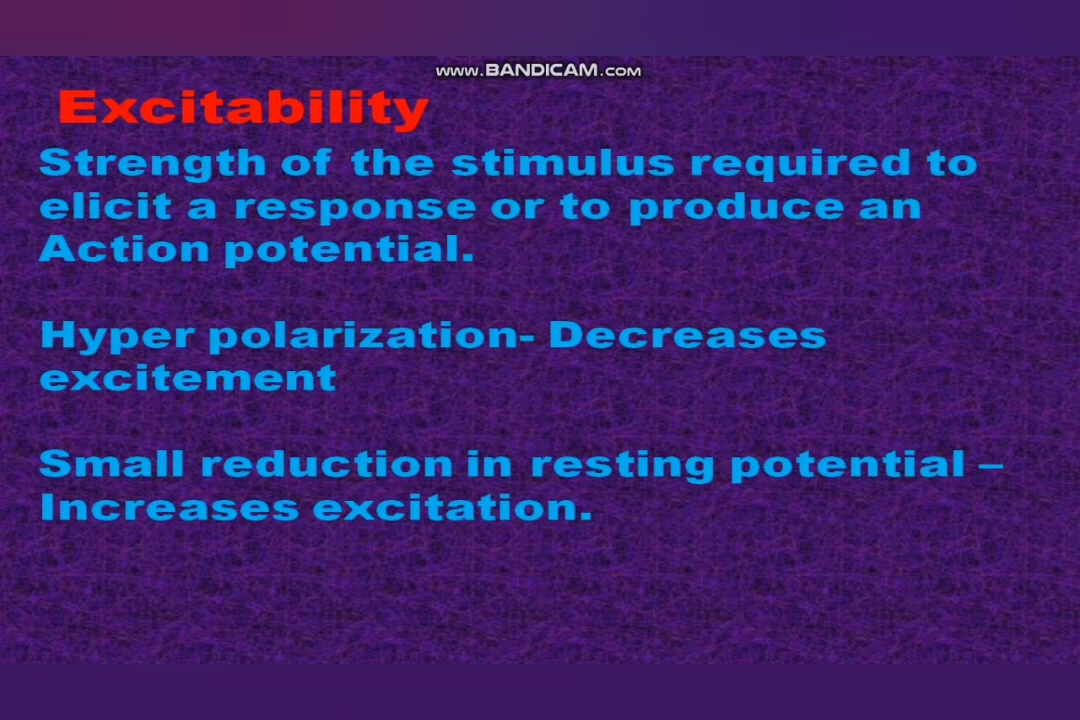 www.BANDICAM.com
Excitability
Strength of the stimulus required to
elicit a response or to produce an
Action potential.
Hyper polarization- Decreases
excitement
Small reduction in resting potential –
Increases excitation.